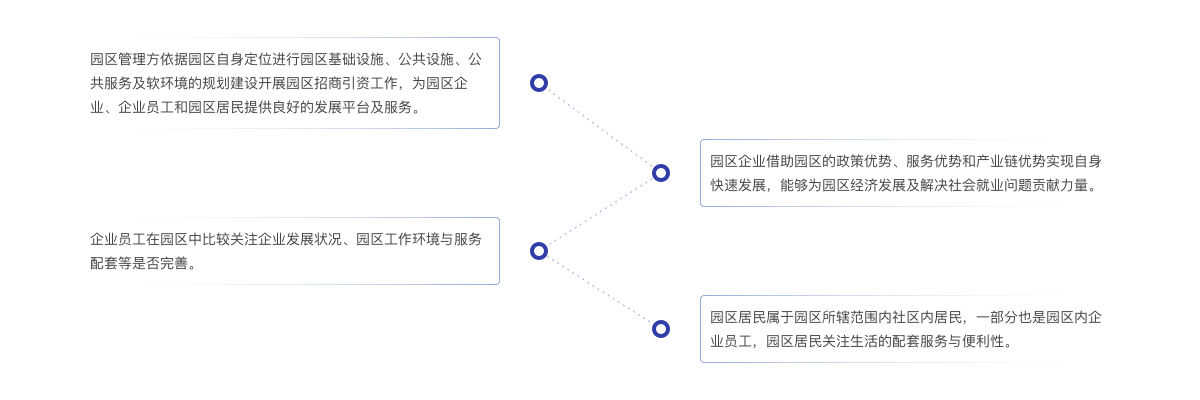 园区管理方依据园区自身定位进行园区基础设施、公共设施、公
共服务及软环境的规划建设开展园区招商引资工作，为园区企
业、企业员工和园区居民提供良好的发展平台及服务。
园区企业借助园区的政策优势、服务优势和产业链优势实现自身
快速发展，能够为园区经济发展及解决社会就业问题贡献力量。
企业员工在园区中比较关注企业发展状况、园区工作环境与服务
配套等是否完善。
园区居民属于园区所辖范围内社区内居民，一部分也是园区内企
业员工，园区居民关注生活的配套服务与便利性。